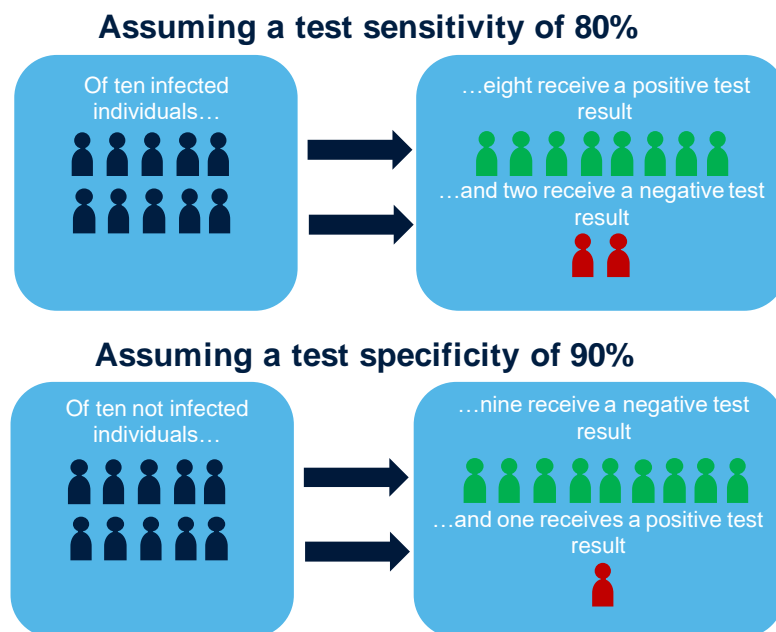 Assuming a test sensitivity of 80%
Of ten infected
individuals…
…eight receive a positive test
result
…and two receive a negative test
result
Assuming a test specificity of 90%
Of ten not infected
individuals…
…nine receive a negative test
result
…and one receives a positive test
result